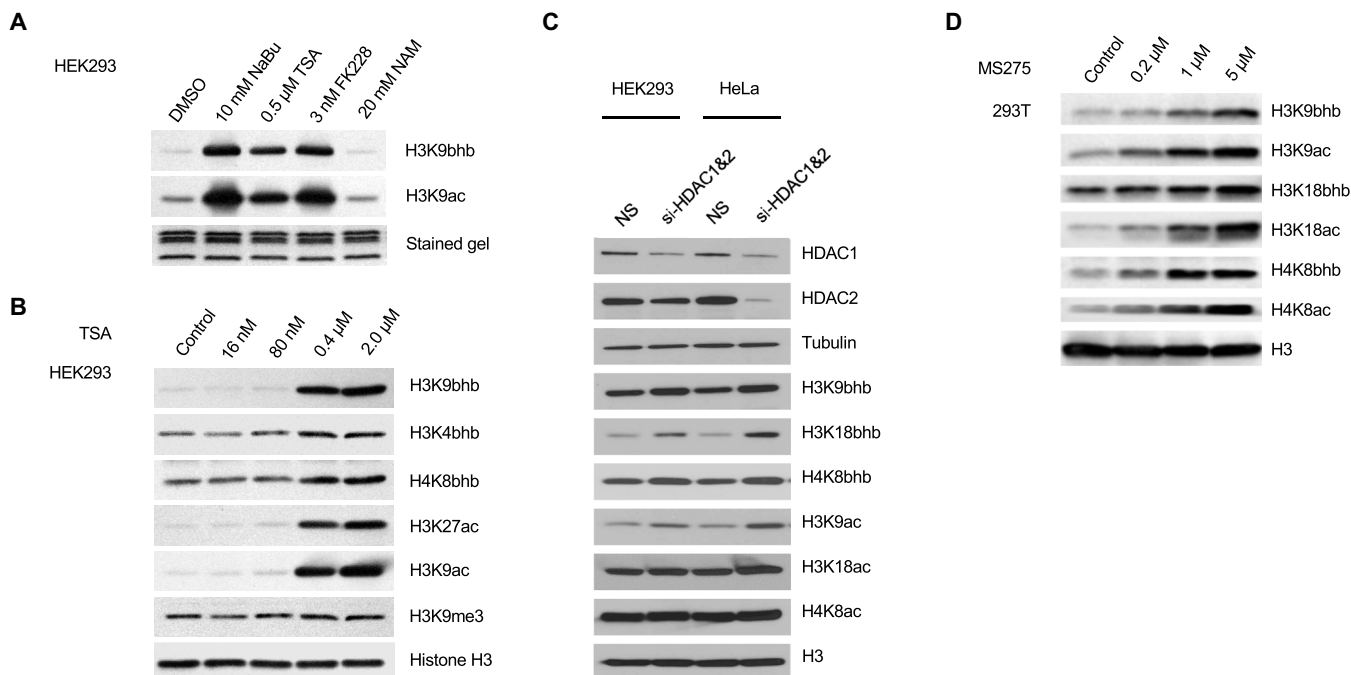 A
HEK293
DMSO
10 mM NaBu
0.5 μM TSA
3 nM FK228
20 mM NAM
H3K9bhb
H3K9ac
Stained gel
B
TSA
HEK293
Control
16 nM
80 nM
0.4 μM
2.0 μM
H3K9bhb
H3K4bhb
H4K8bhb
H3K27ac
H3K9ac
H3K9me3
Histone H3
C
HEK293 HeLa
NS
si-HDAC1&2
NS
si-HDAC1&2
HDAC1
HDAC2
Tubulin
H3K9bhb
H3K18bhb
H4K8bhb
H3K9ac
H3K18ac
H4K8ac
H3
D
MS275
293T
Control
0.2 μM
1 μM
5 μM
H3K9bhb
H3K9ac
H3K18bhb
H3K18ac
H4K8bhb
H4K8ac
H3